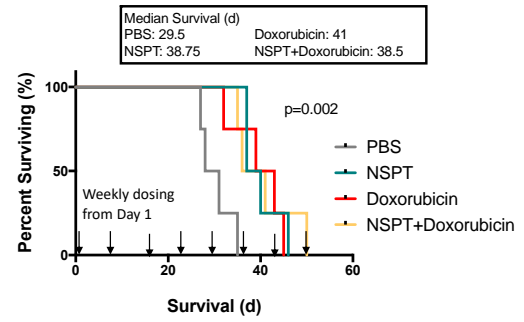 Median Survival (d)
PBS: 29.5 Doxorubicin: 41
NSPT: 38.75 NSPT+Doxorubicin: 38.5
100
50
0
Percent Surviving (%)
p=0.002
PBS
NSPT
Doxorubicin
NSPT+Doxorubicin
Weekly dosing
from Day 1
0 20 40 60
Survival (d)